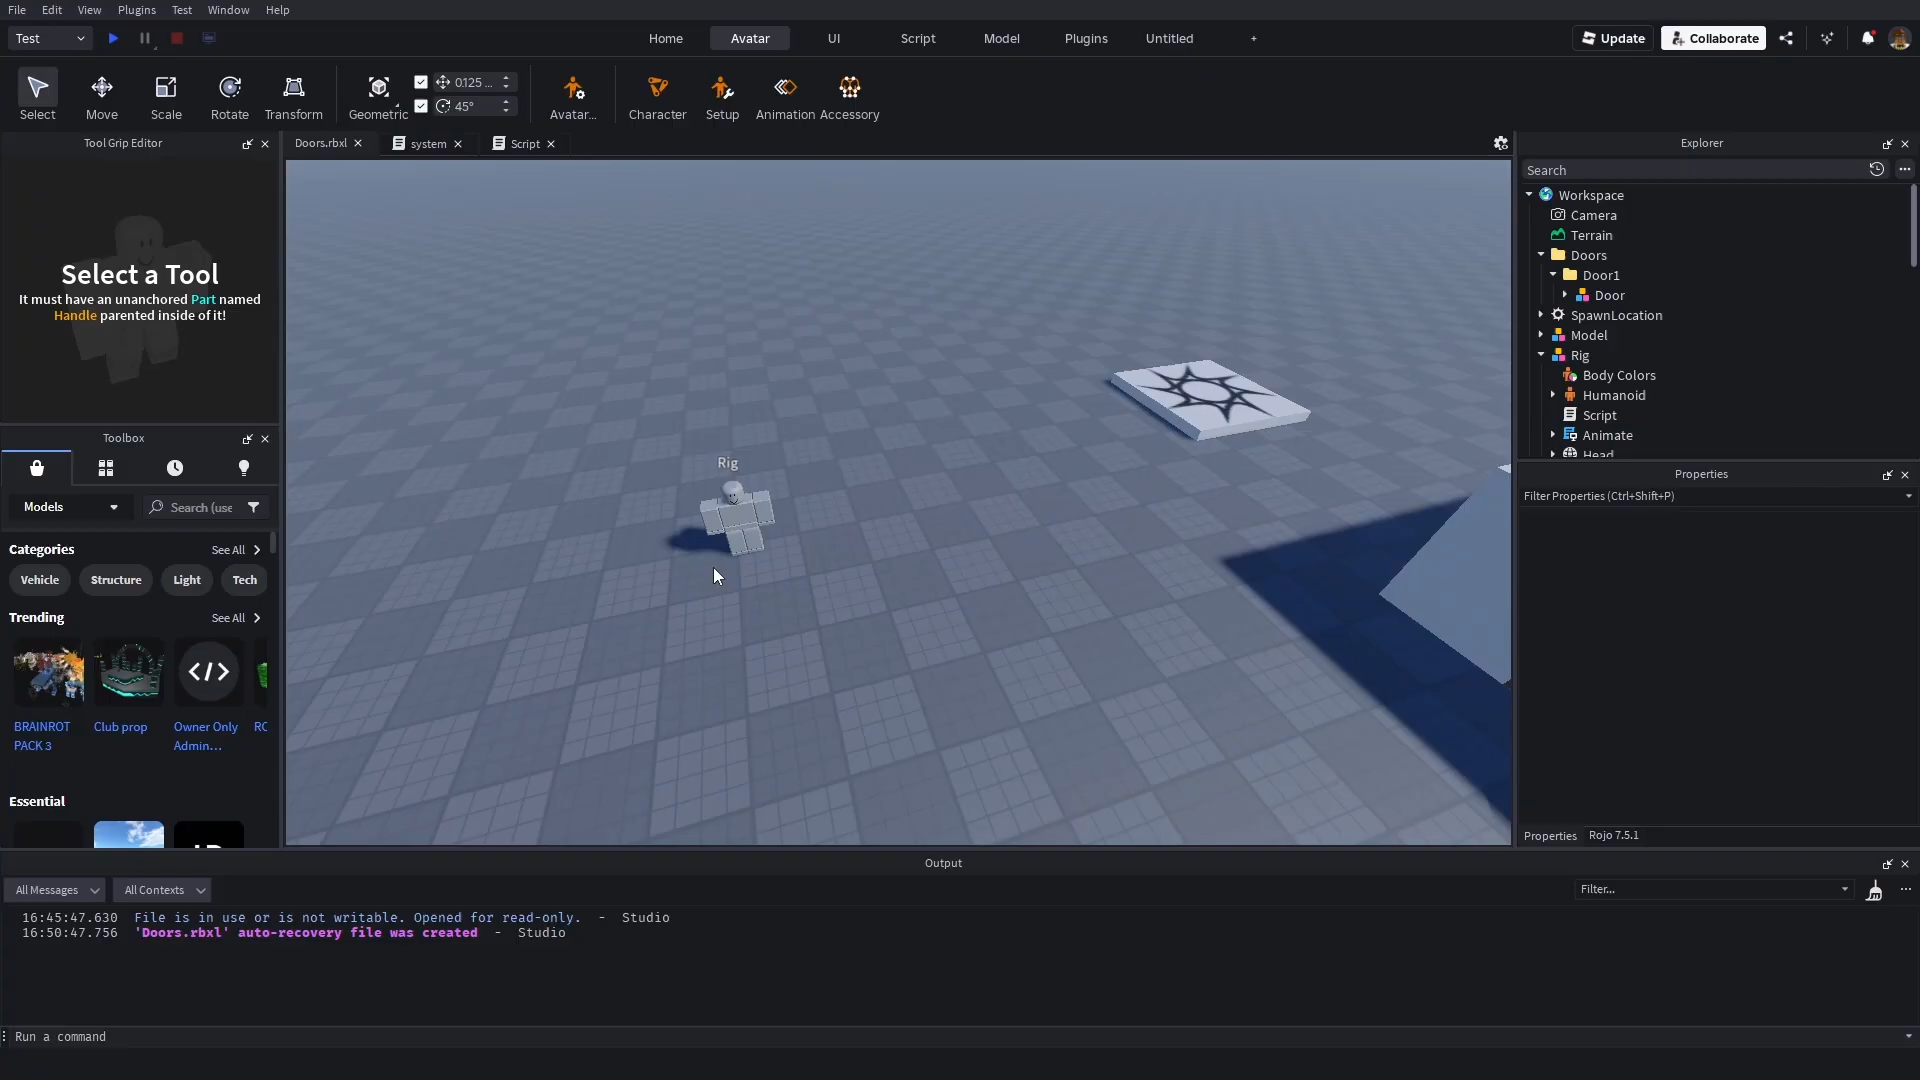 File Edit View Plugins Test Window Help
Test
Home Avatar UI Script Model Plugins Untitled +
Update Collaborate
Select Move Scale Rotate Transform Geometric 0.125 ... 45° Avatar... Character Setup Animation Accessory
Tool Grip Editor
Select a Tool
It must have an unanchored Part named
Handle parented inside of it!
Toolbox
Models
Search (use
Categories See All
Vehicle Structure Light Tech
Trending See All
BRAINROT
PACK 3
Club prop
Owner Only
Admin...
RC
Essential
Doors.rbxl system Script
Rig
Explorer
Search
Workspace
Camera
Terrain
Doors
Door1
Door
SpawnLocation
Model
Rig
Body Colors
Humanoid
Script
Animate
Head
Properties
Filter Properties (Ctrl+Shift+P)
Properties Rojo 7.5.1
Output
All Messages All Contexts Filter...
16:45:47.630 File is in use or is not writable. Opened for read-only. - Studio
16:50:47.756 'Doors.rbxl' auto-recovery file was created - Studio
Run a command